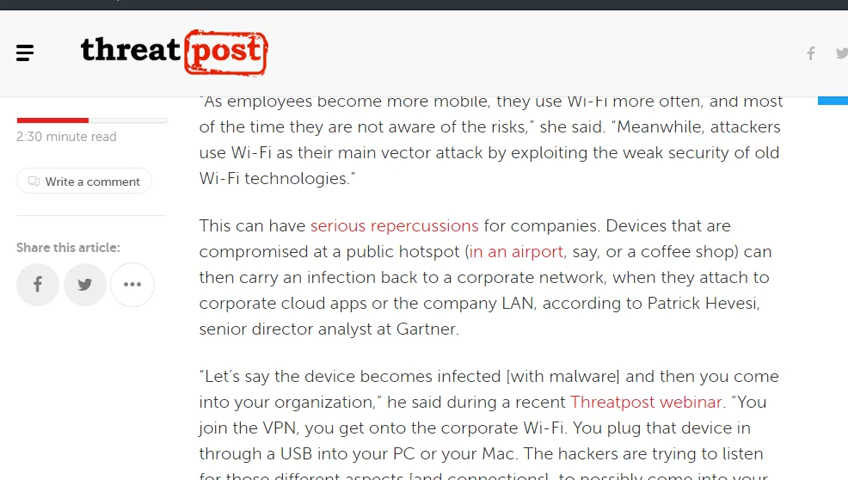 threatpost
"As employees become more mobile, they use Wi-Fi more often, and most
of the time they are not aware of the risks," she said. "Meanwhile, attackers
use Wi-Fi as their main vector attack by exploiting the weak security of old
Wi-Fi technologies."
2:30 minute read
Write a comment
Share this article:
This can have serious repercussions for companies. Devices that are
compromised at a public hotspot (in an airport, say, or a coffee shop) can
then carry an infection back to a corporate network, when they attach to
corporate cloud apps or the company LAN, according to Patrick Hevesi,
senior director analyst at Gartner.
"Let's say the device becomes infected [with malware] and then you come
into your organization," he said during a recent Threatpost webinar. "You
join the VPN, you get onto the corporate Wi-Fi. You plug that device in
through a USB into your PC or your Mac. The hackers are trying to listen
for those different aspects [and connections], to possibly come into your